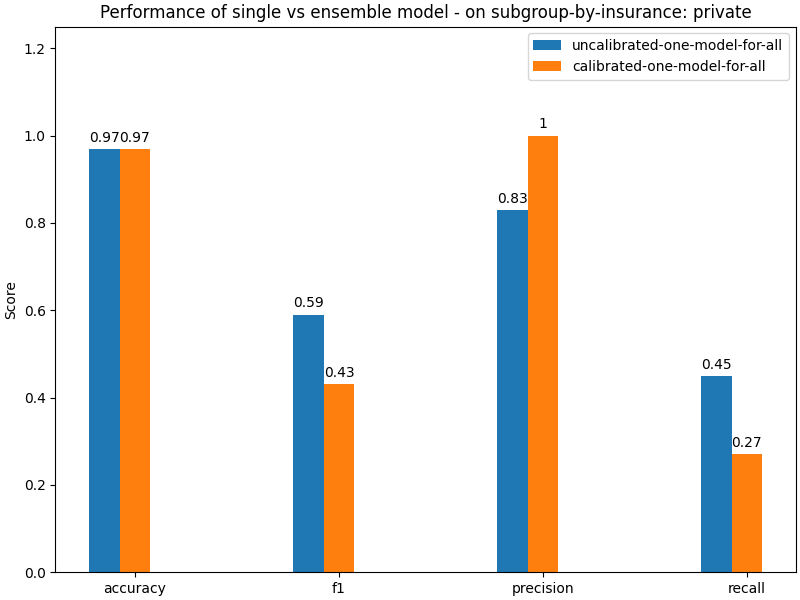 Performance of single vs ensemble model - on subgroup-by-insurance: private
uncalibrated-one-model-for-all
calibrated-one-model-for-all
Score
1.2
1.0
0.8
0.6
0.4
0.2
0.0
0.97 0.97
0.59
0.43
0.83
1
0.45
0.27
accuracy f1 precision recall